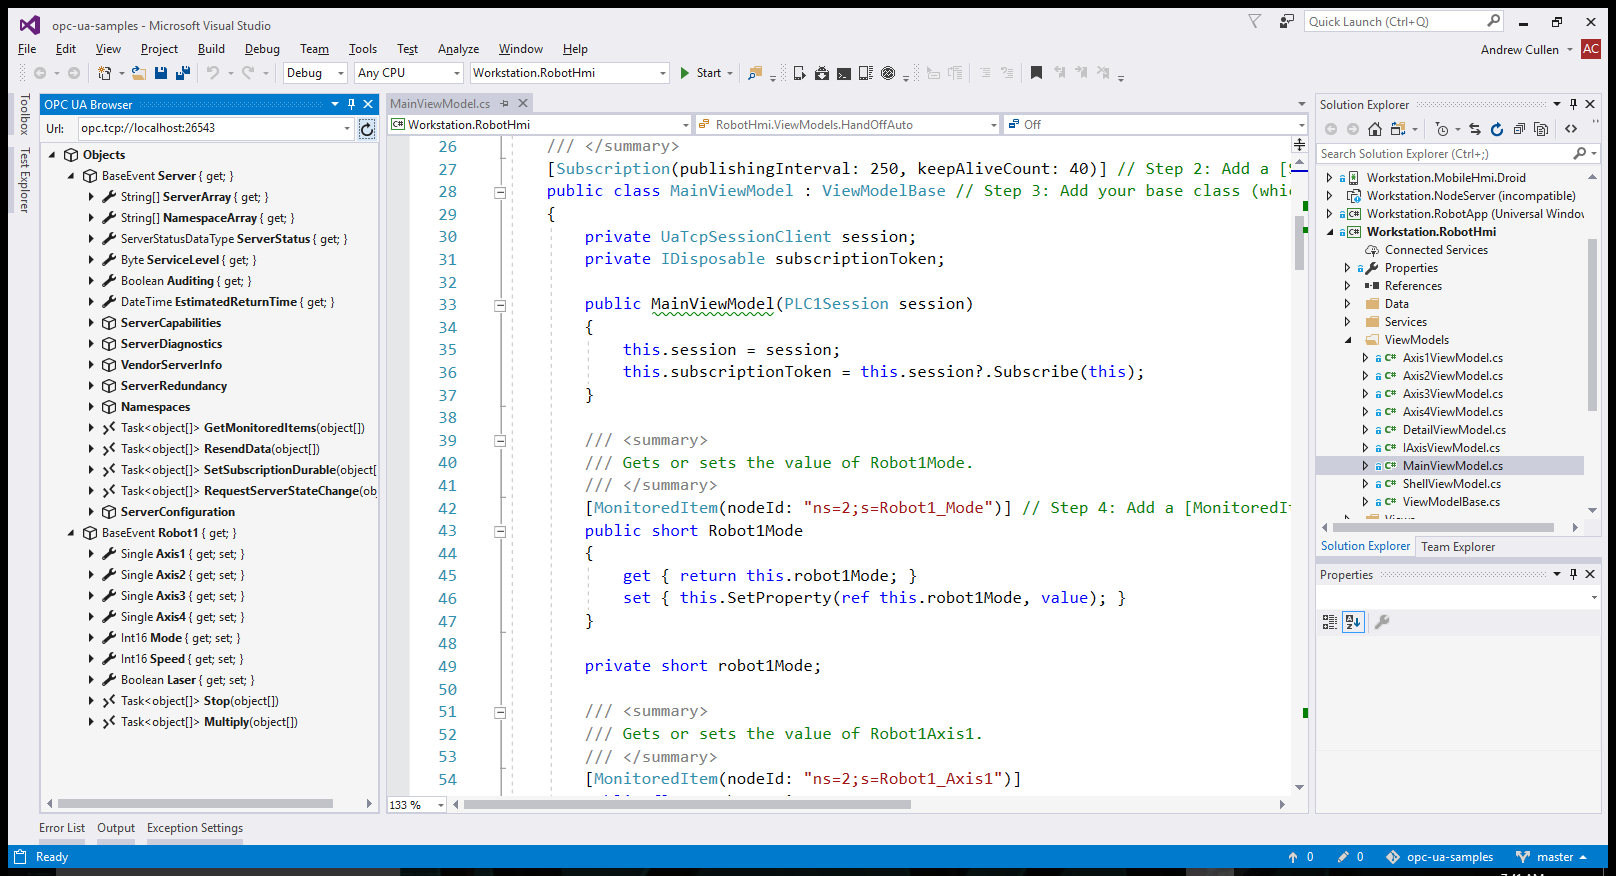 opc-ua-samples - Microsoft Visual Studio
Quick Launch (Ctrl+Q)
File Edit View Project Build Debug Team Tools Test Analyze Window Help
Andrew Cullen AC
Debug Any CPU Workstation.RobotHmi Start
Toolbox
Test Explorer
OPC UA Browser
Url: opc.tcp://localhost:26543
Objects
BaseEvent Server { get; }
String[] ServerArray { get; }
String[] NamespaceArray { get; }
ServerStatusDataType ServerStatus { get; }
Byte ServiceLevel { get; }
Boolean Auditing { get; }
DateTime EstimatedReturnTime { get; }
ServerCapabilities
ServerDiagnostics
VendorServerInfo
ServerRedundancy
Namespaces
Task<object[]> GetMonitoredItems(object[])
Task<object[]> ResendData(object[])
Task<object[]> SetSubscriptionDurable(object[
Task<object[]> RequestServerStateChange(obj
ServerConfiguration
BaseEvent Robot1 { get; }
Single Axis1 { get; set; }
Single Axis2 { get; set; }
Single Axis3 { get; set; }
Single Axis4 { get; set; }
Int16 Mode { get; set; }
Int16 Speed { get; set; }
Boolean Laser { get; set; }
Task<object[]> Stop(object[])
Task<object[]> Multiply(object[])
MainViewModel.cs
C# Workstation.RobotHmi RobotHmi.ViewModels.HandOffAuto Off
26 /// </summary>
27 [Subscription(publishingInterval: 250, keepAliveCount: 40)] // Step 2: Add a [S
28 public class MainViewModel : ViewModelBase // Step 3: Add your base class (whic
29 {
30 private UaTcpSessionClient session;
31 private IDisposable subscriptionToken;
32
33 public MainViewModel(PLC1Session session)
34 {
35 this.session = session;
36 this.subscriptionToken = this.session?.Subscribe(this);
37 }
38
39 /// <summary>
40 /// Gets or sets the value of Robot1Mode.
41 /// </summary>
42 [MonitoredItem(nodeId: "ns=2;s=Robot1_Mode")] // Step 4: Add a [MonitoredIt
43 public short Robot1Mode
44 {
45 get { return this.robot1Mode; }
46 set { this.SetProperty(ref this.robot1Mode, value); }
47 }
48
49 private short robot1Mode;
50
51 /// <summary>
52 /// Gets or sets the value of Robot1Axis1.
53 /// </summary>
54 [MonitoredItem(nodeId: "ns=2;s=Robot1_Axis1")]
133 %
Solution Explorer
Search Solution Explorer (Ctrl+;)
Workstation.MobileHmi.Droid
Workstation.NodeServer (incompatible)
C# Workstation.RobotApp (Universal Window
C# Workstation.RobotHmi
Connected Services
Properties
References
Data
Services
ViewModels
C# Axis1ViewModel.cs
C# Axis2ViewModel.cs
C# Axis3ViewModel.cs
C# Axis4ViewModel.cs
C# DetailViewModel.cs
C# IAxisViewModel.cs
C# MainViewModel.cs
C# ShellViewModel.cs
C# ViewModelBase.cs
Views
Solution Explorer Team Explorer
Properties
Error List Output Exception Settings
Ready
0 0 opc-ua-samples master